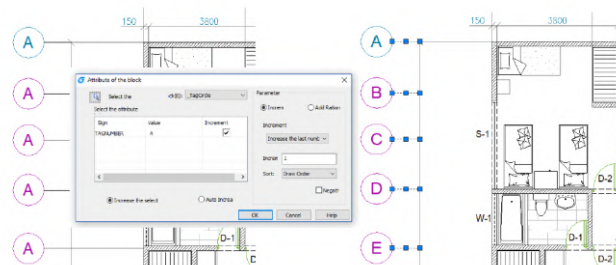 150 3800
A
A
A
A
A
Attribute of the block
Select the
_TagCircle
Parameter
Increm
Add Ration
Select the attribute
Sign Value Increment
TAGNUMBER A
Increment
Increase the last numb
Increm 1
Sort: Draw Order
Negati
Increase the select
Auto Increa
OK Cancel Help
D-1
150 3800
A
B
C
D
E
S-1
W-1
D-2
D-1
D-2